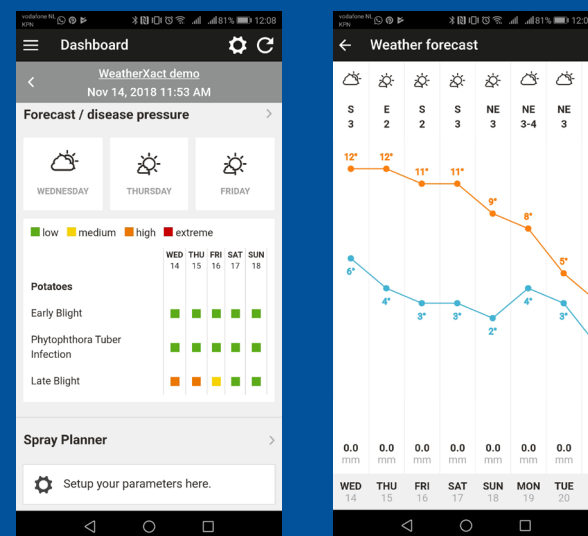 vodafone NL
KPN
81% 12:08
Dashboard
WeatherXact demo
Nov 14, 2018 11:53 AM
Forecast / disease pressure
WEDNESDAY THURSDAY FRIDAY
low medium high extreme
WED THU FRI SAT SUN
14 15 16 17 18
Potatoes
Early Blight
Phytophthora Tuber
Infection
Late Blight
Spray Planner
Setup your parameters here.
vodafone NL
KPN
81% 12:0
Weather forecast
S E S S NE NE NE
3 2 2 3 3 3-4 3
12° 12° 11° 11° 9° 8° 5°
6° 4° 3° 3° 2° 4° 3°
0.0 0.0 0.0 0.0 0.0 0.0 0.0
mm mm mm mm mm mm mm
WED THU FRI SAT SUN MON TUE
14 15 16 17 18 19 20